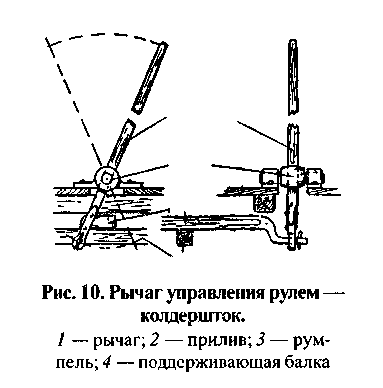 Рис. 10. Рычаг управления рулем —
колдершток.
1 — рычаг; 2 — прилив; 3 — рум-
пель; 4 — поддерживающая балка